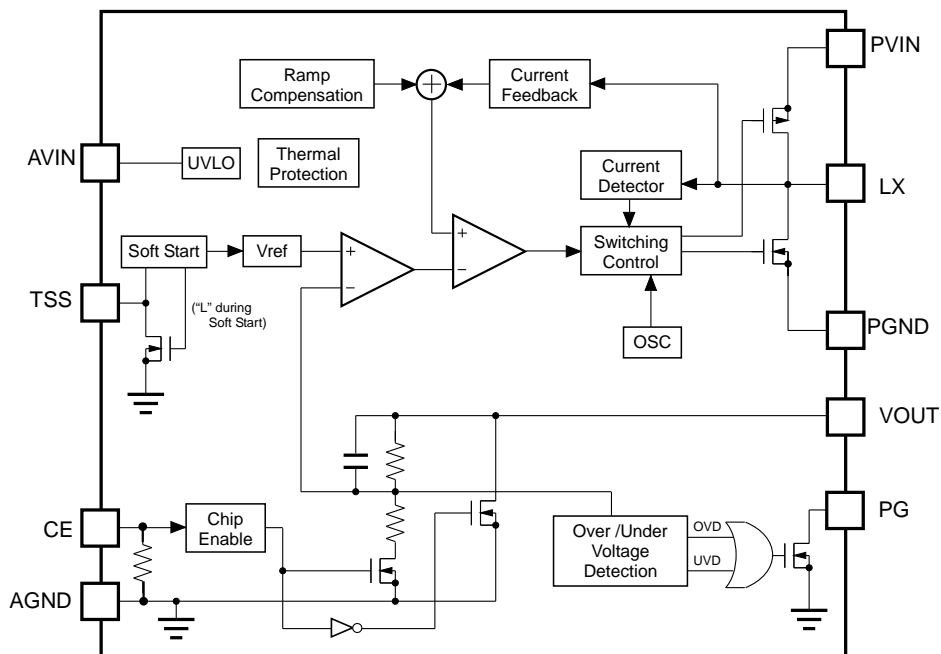 PVIN
Ramp
Compensation
+
Current
Feedback
AVIN
UVLO
Thermal
Protection
Current
Detector
LX
Soft Start
Vref
+
−
+
−
Switching
Control
TSS
("L" during
Soft Start)
OSC
PGND
VOUT
CE
Chip
Enable
PG
Over /Under
Voltage
Detection
OVD
UVD
AGND